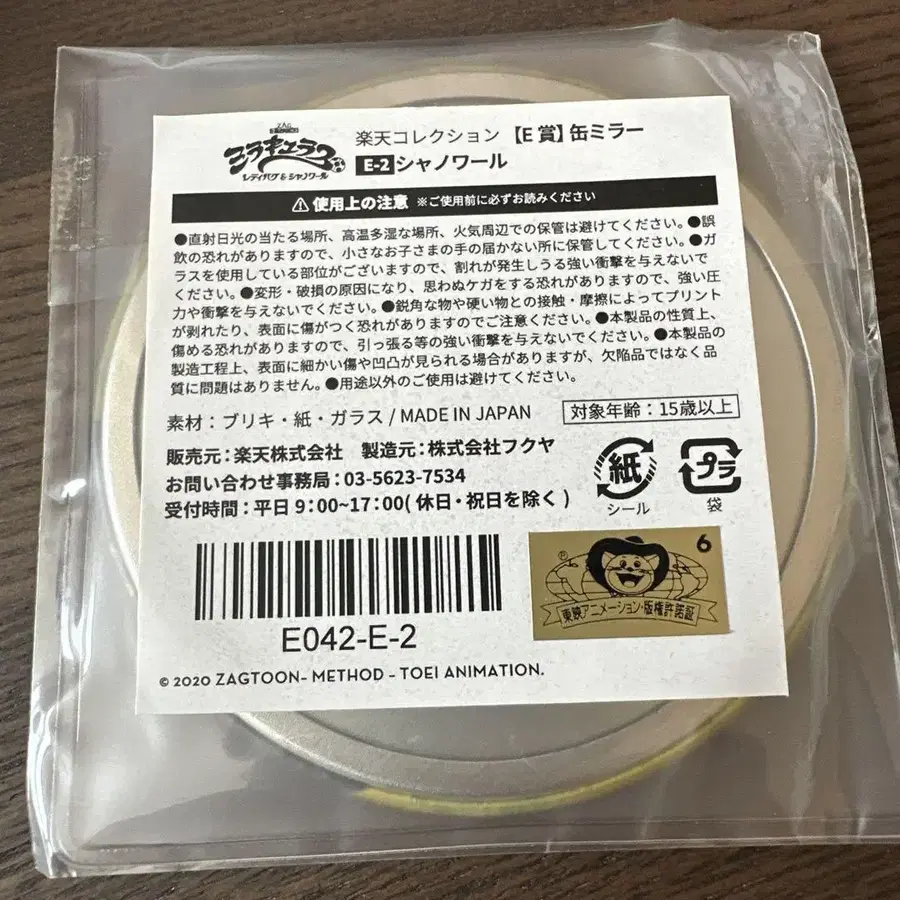 ZAG
ミラキュラス
レディバグ＆シャノワール
楽天コレクション 【E 賞】缶ミラー
E-2 シャノワール
⚠ 使用上の注意 ※ご使用前に必ずお読みください
●直射日光の当たる場所、高温多湿な場所、火気周辺での保管は避けてください。●誤
飲の恐れがありますので、小さなお子さまの手の届かない所に保管してください。●ガ
ラスを使用している部位がございますので、割れが発生しうる強い衝撃を与えないで
ください。●変形・破損の原因になり、思わぬケガをする恐れがありますので、強い圧
力や衝撃を与えないでください。●鋭角な物や硬い物との接触・摩擦によってプリント
が剥れたり、表面に傷がつく恐れがありますのでご注意ください。●本製品の性質上、
傷める恐れがありますので、引っ張る等の強い衝撃を与えないでください。●本製品の
製造工程上、表面に細かい傷や凹凸が見られる場合がありますが、欠陥品ではなく品
質に問題はありません。●用途以外のご使用は避けてください。
素材：ブリキ・紙・ガラス / MADE IN JAPAN
対象年齢：15歳以上
販売元：楽天株式会社 製造元：株式会社フクヤ
お問い合わせ事務局：03-5623-7534
受付時間：平日 9：00~17：00( 休日・祝日を除く )
紙
シール
プラ
袋
E042-E-2
6
東映アニメーション・版権許諾証
© 2020 ZAGTOON- METHOD - TOEI ANIMATION.